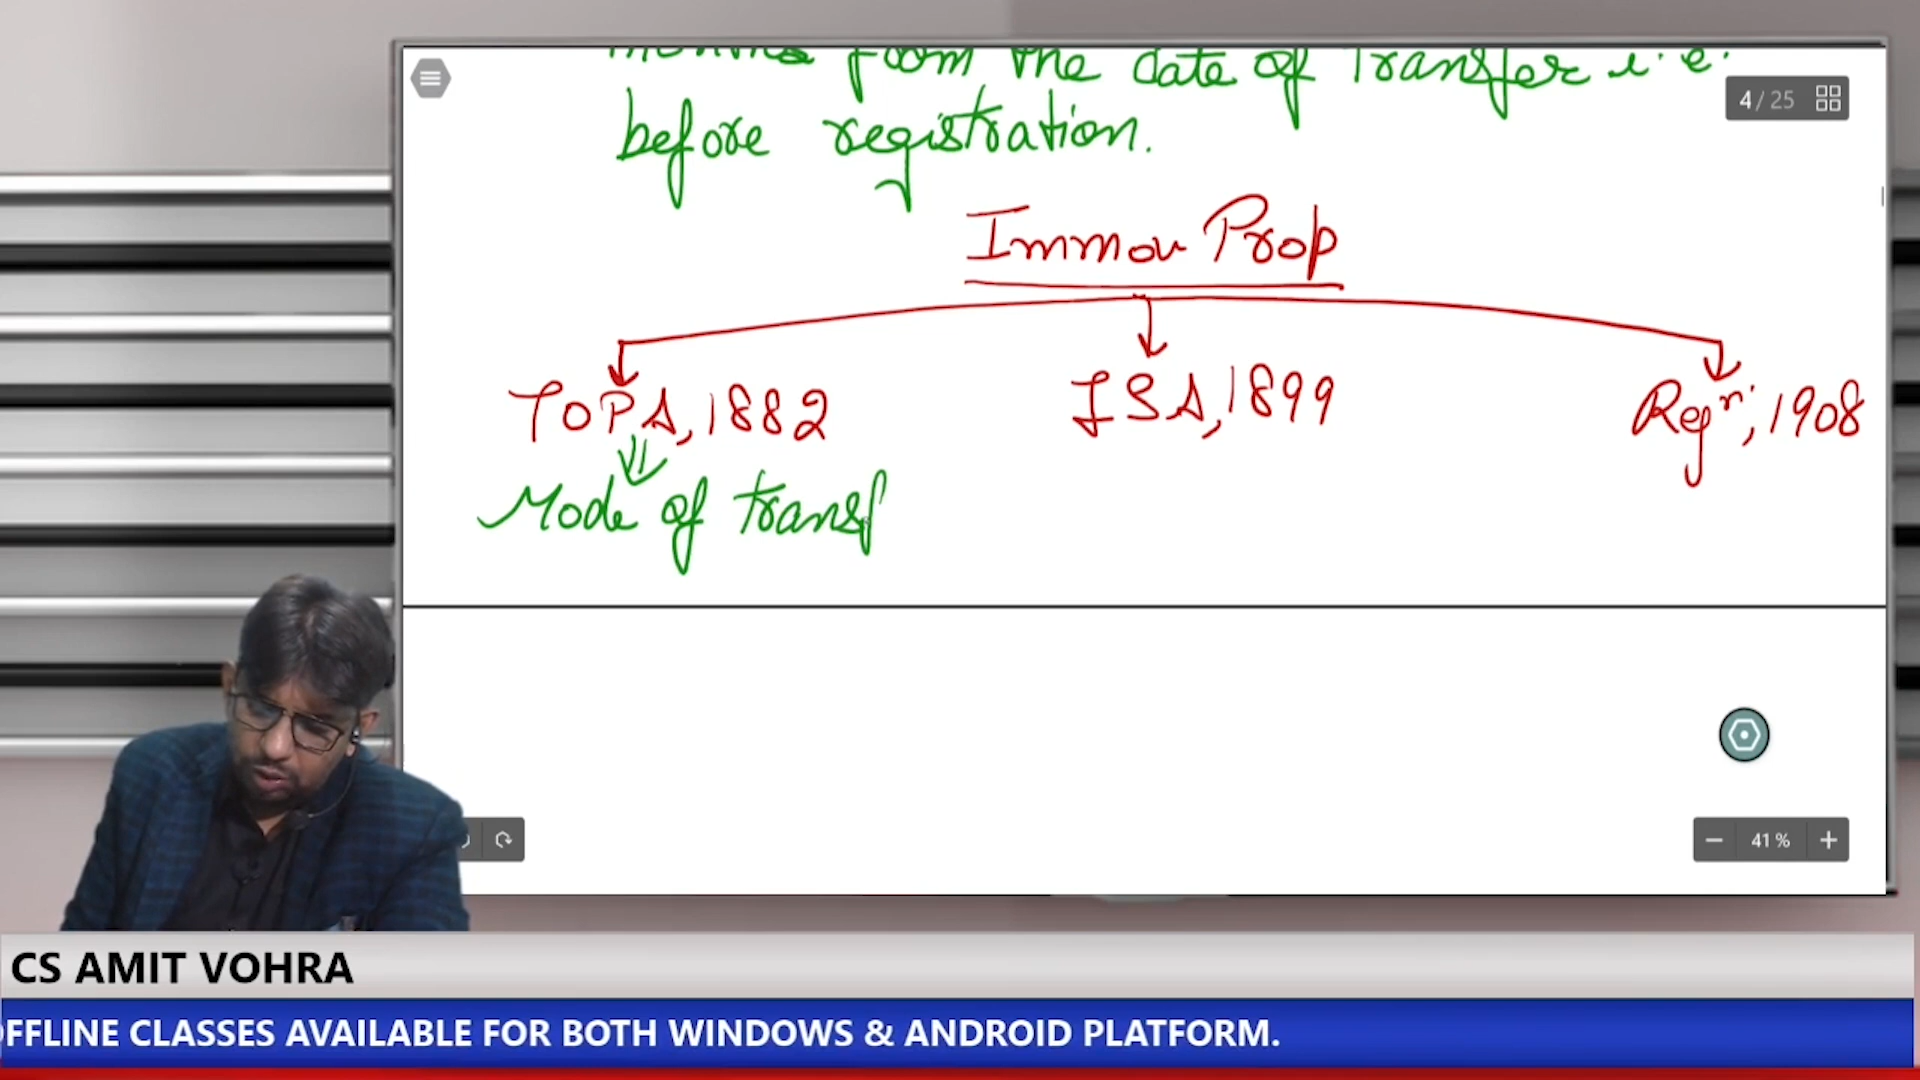 from the date of Transfer i.e.
before registration.
4 / 25
Immov Prop
TOPA, 1882
ISA, 1899
Regn., 1908
Mode of transf
41 %
CS AMIT VOHRA
FFLINE CLASSES AVAILABLE FOR BOTH WINDOWS & ANDROID PLATFORM.